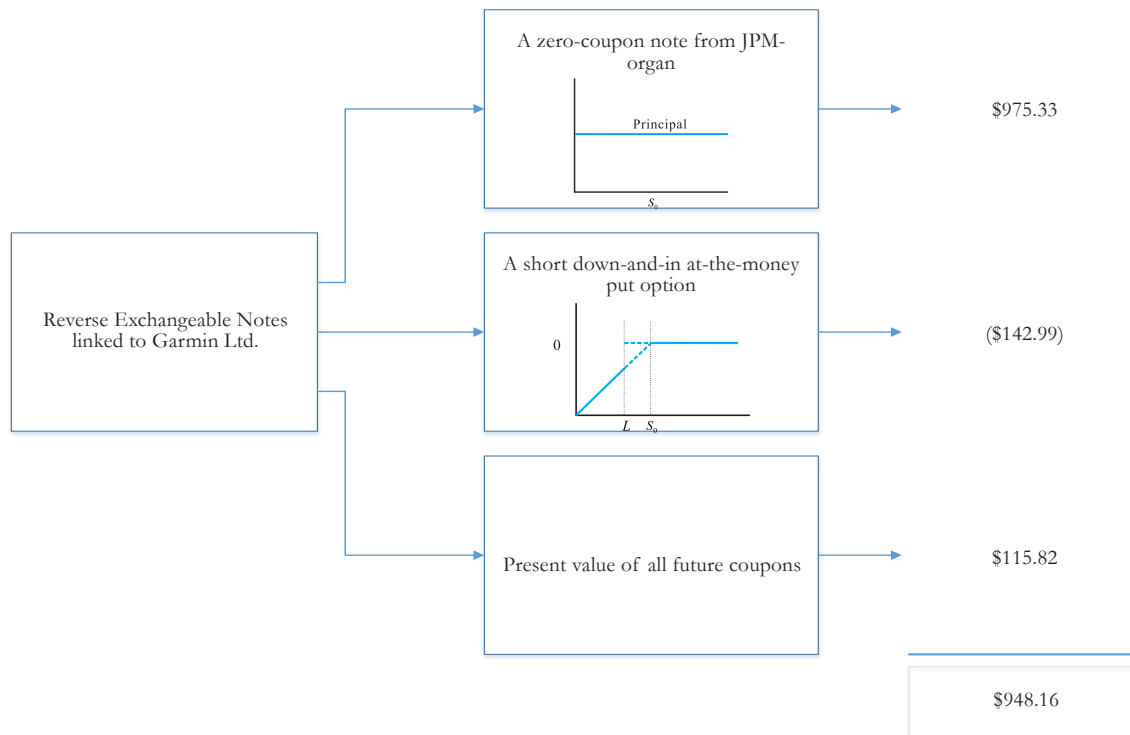 A zero-coupon note from JPM-
organ
Principal
S₀
$975.33
Reverse Exchangeable Notes
linked to Garmin Ltd.
A short down-and-in at-the-money
put option
0
L S₀
($142.99)
Present value of all future coupons
$115.82
$948.16